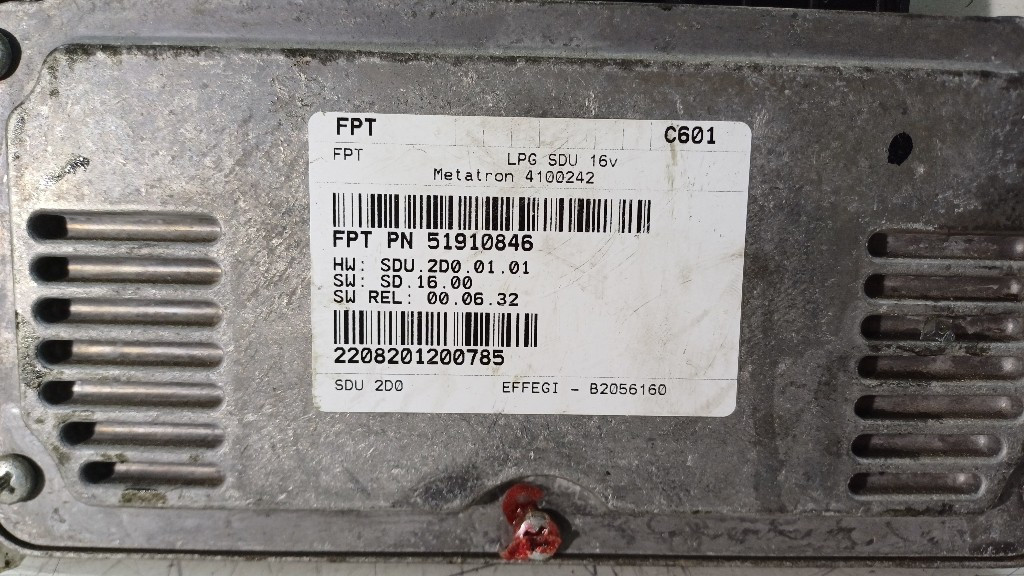 FPT C601
FPT LPG SDU 16v
Metatron 4100242
FPT PN 51910846
HW: SDU.2D0.01.01
SW: SD.16.00
SW REL: 00.06.32
2208201200785
SDU 2D0 EFFEGI - B2056160